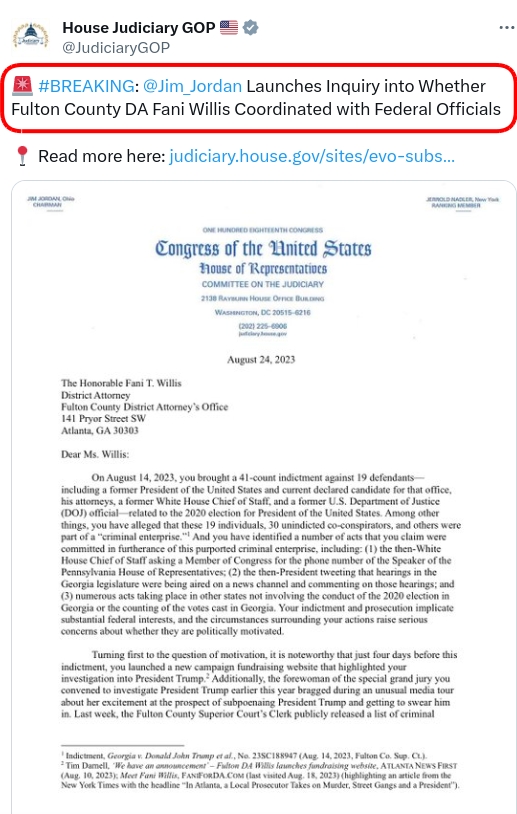 House Judiciary GOP 🇺🇸
@JudiciaryGOP
🚨 #BREAKING: @Jim_Jordan Launches Inquiry into Whether
Fulton County DA Fani Willis Coordinated with Federal Officials
📍 Read more here: judiciary.house.gov/sites/evo-subs...
JIM JORDAN, Ohio
CHAIRMAN
JERROLD NADLER, New York
RANKING MEMBER
ONE HUNDRED EIGHTEENTH CONGRESS
Congress of the United States
House of Representatives
COMMITTEE ON THE JUDICIARY
2138 RAYBURN HOUSE OFFICE BUILDING
WASHINGTON, DC 20515-6216
(202) 225-6906
judiciary.house.gov
August 24, 2023
The Honorable Fani T. Willis
District Attorney
Fulton County District Attorney's Office
141 Pryor Street SW
Atlanta, GA 30303
Dear Ms. Willis:
On August 14, 2023, you brought a 41-count indictment against 19 defendants—
including a former President of the United States and current declared candidate for that office,
his attorneys, a former White House Chief of Staff, and a former U.S. Department of Justice
(DOJ) official—related to the 2020 election for President of the United States. Among other
things, you have alleged that these 19 individuals, 30 unindicted co-conspirators, and others were
part of a "criminal enterprise."1 And you have identified a number of acts that you claim were
committed in furtherance of this purported criminal enterprise, including: (1) the then-White
House Chief of Staff asking a Member of Congress for the phone number of the Speaker of the
Pennsylvania House of Representatives; (2) the then-President tweeting that hearings in the
Georgia legislature were being aired on a news channel and commenting on those hearings; and
(3) numerous acts taking place in other states not involving the conduct of the 2020 election in
Georgia or the counting of the votes cast in Georgia. Your indictment and prosecution implicate
substantial federal interests, and the circumstances surrounding your actions raise serious
concerns about whether they are politically motivated.
Turning first to the question of motivation, it is noteworthy that just four days before this
indictment, you launched a new campaign fundraising website that highlighted your
investigation into President Trump.2 Additionally, the forewoman of the special grand jury you
convened to investigate President Trump earlier this year bragged during an unusual media tour
about her excitement at the prospect of subpoenaing President Trump and getting to swear him
in. Last week, the Fulton County Superior Court's Clerk publicly released a list of criminal
1 Indictment, Georgia v. Donald John Trump et al., No. 23SC188947 (Aug. 14, 2023, Fulton Co. Sup. Ct.).
2 Tim Darnell, 'We have an announcement' – Fulton DA Willis launches fundraising website, ATLANTA NEWS FIRST
(Aug. 10, 2023); Meet Fani Willis, FANIFORDA.COM (last visited Aug. 18, 2023) (highlighting an article from the
New York Times with the headline "In Atlanta, a Local Prosecutor Takes on Murder, Street Gangs and a President").